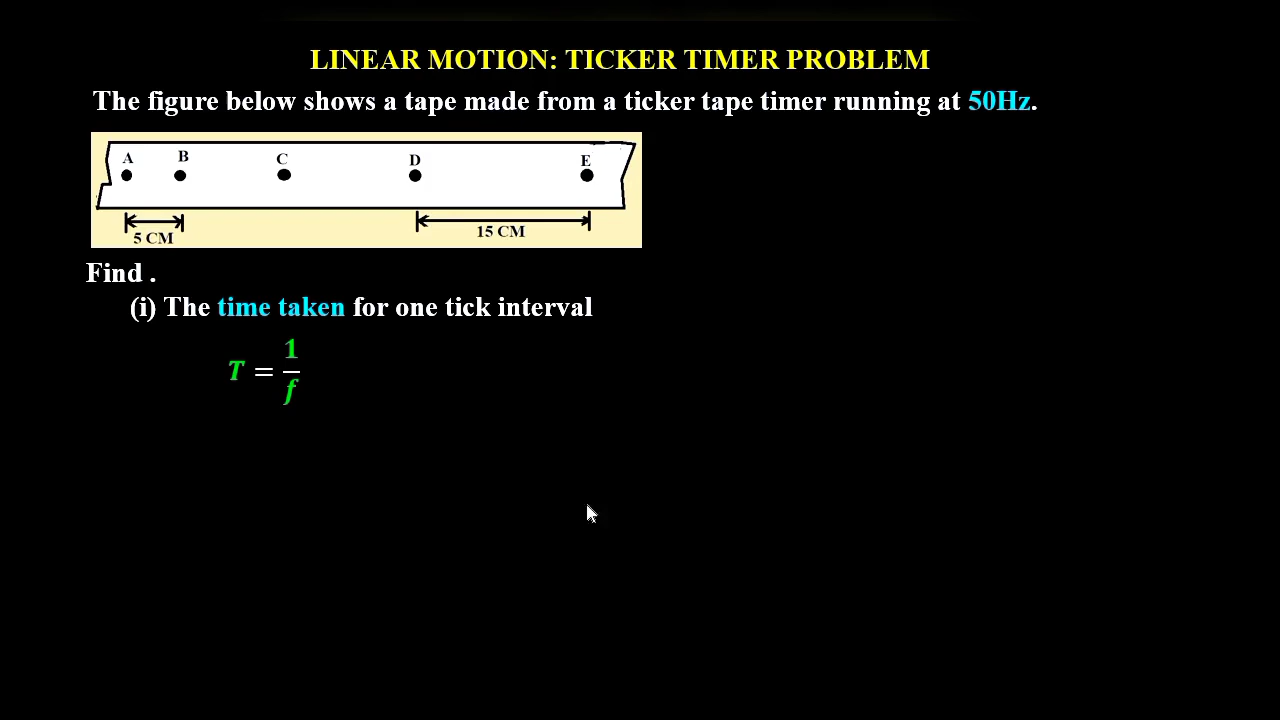 LINEAR MOTION: TICKER TIMER PROBLEM
The figure below shows a tape made from a ticker tape timer running at 50Hz.
A B C D E
5 CM 15 CM
Find .
(i) The time taken for one tick interval
T = 1/f